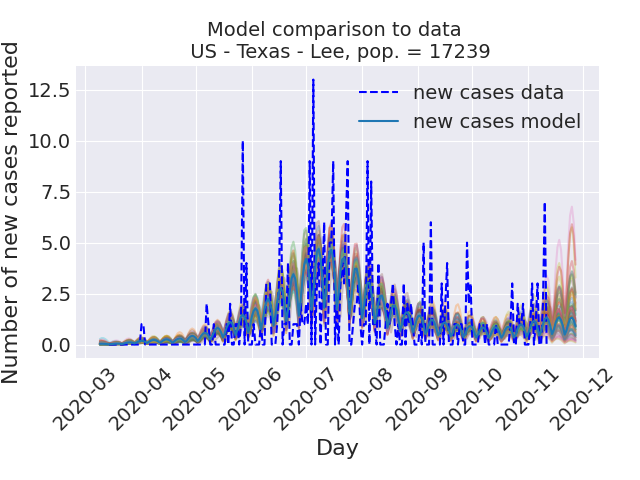 Model comparison to data
US - Texas - Lee, pop. = 17239
Number of new cases reported
12.5
10.0
7.5
5.0
2.5
0.0
new cases data
new cases model
2020-03
2020-04
2020-05
2020-06
2020-07
2020-08
2020-09
2020-10
2020-11
2020-12
Day